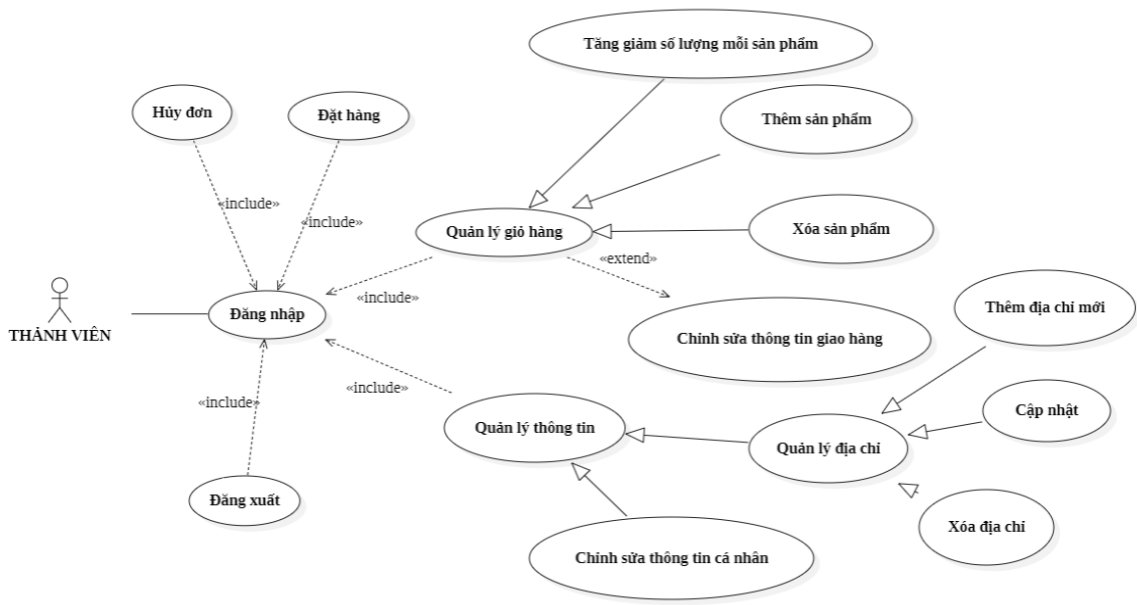 Tăng giảm số lượng mỗi sản phẩm
Hủy đơn
Đặt hàng
Thêm sản phẩm
«include»
«include»
Quản lý giỏ hàng
Xóa sản phẩm
«extend»
«include»
THÀNH VIÊN
Đăng nhập
Thêm địa chỉ mới
Chỉnh sửa thông tin giao hàng
«include»
«include»
Quản lý thông tin
Cập nhật
Quản lý địa chỉ
Đăng xuất
Xóa địa chỉ
Chỉnh sửa thông tin cá nhân